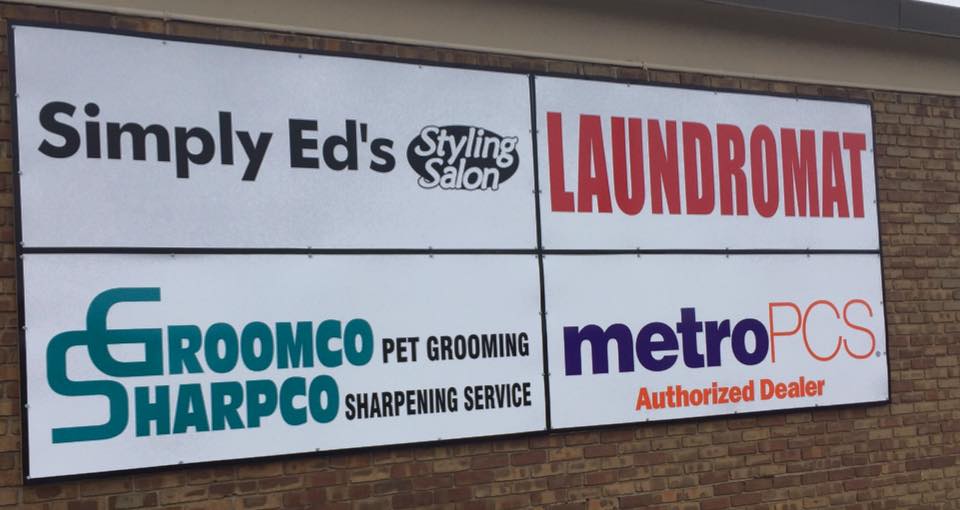 Simply Ed's Styling Salon
LAUNDROMAT
GROOMCO PET GROOMING
SHARPCO SHARPENING SERVICE
metroPCS.
Authorized Dealer